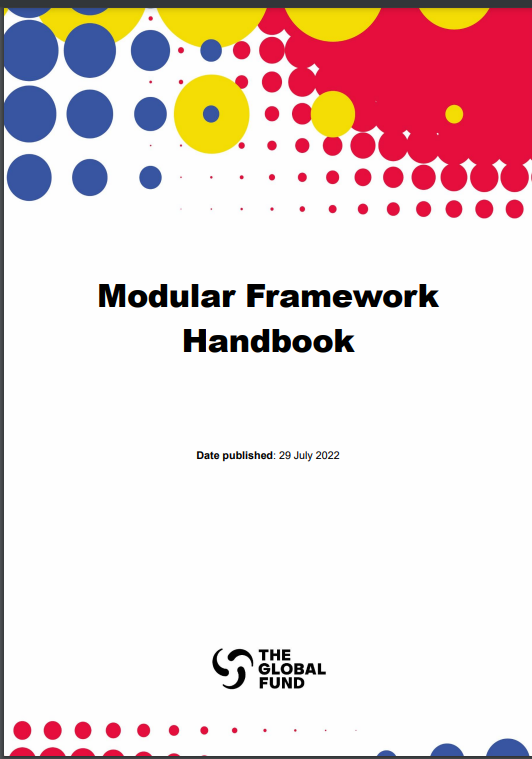 Modular Framework
Handbook
Date published: 29 July 2022
THE
GLOBAL
FUND